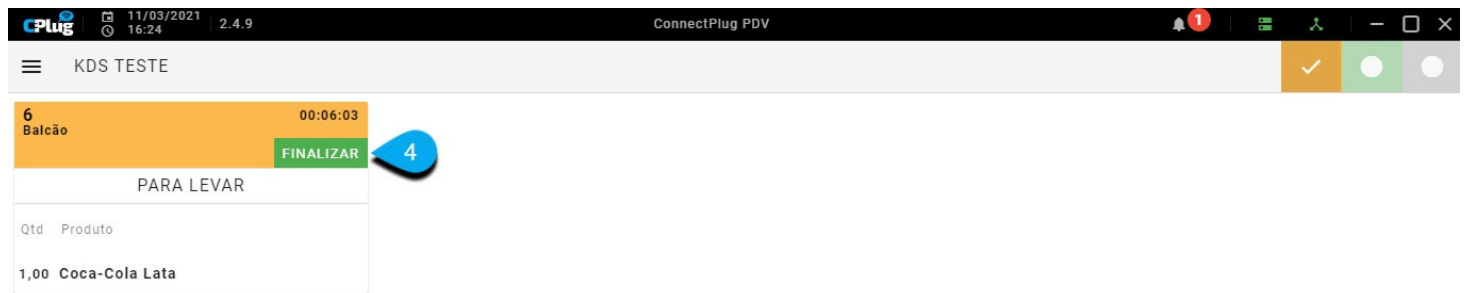 CPlug
11/03/2021
16:24
2.4.9
ConnectPlug PDV
1
KDS TESTE
6
Balcão
00:06:03
FINALIZAR
4
PARA LEVAR
Qtd Produto
1,00 Coca-Cola Lata